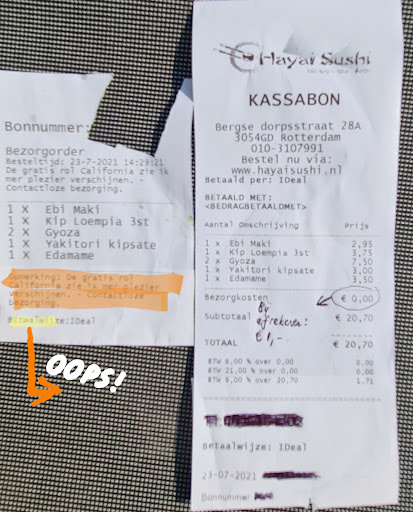 Bonnummer:
Bezorgorder
Besteltijd: 23-7-2021 14:29:21
De gratis rol California zie ik
mer plezier verschijnen. -
Contactloze bezorging.
1 X Ebi Maki
1 X Kip Loempia 3st
2 X Gyoza
1 X Yakitori kipsate
1 X Edamame
Opmerking: De gratis rol
california zie ik mer plezier
verschijnen. - Contactloze
bezorging.
Betaalwijze:IDeal
OOPS!
Hayai Sushi
KASSABON
Bergse dorpsstraat 28A
3054GD Rotterdam
010-3107991
Bestel nu via:
www.hayaisushi.nl
Betaald per: IDeal
BETAALD MET:
<BEDRAGBETAALDMET>
Aantal Omschrijving Prijs
1 x Ebi Maki 2,95
1 x Kip Loempia 3st 3,75
2 x Gyoza 7,50
1 x Yakitori kipsate 3,00
1 x Edamame 3,50
Bezorgkosten € 0,00
Bij afrekenen: € 1,-
Subtotaal € 20,70
TOTAAL € 20,70
BTW 6,00 % over 0,00 0.00
BTW 21,00 % over 0,00 0.00
BTW 9,00 % over 20,70 1.71
Betaalwijze: IDeal
23-07-2021
Bonnummer